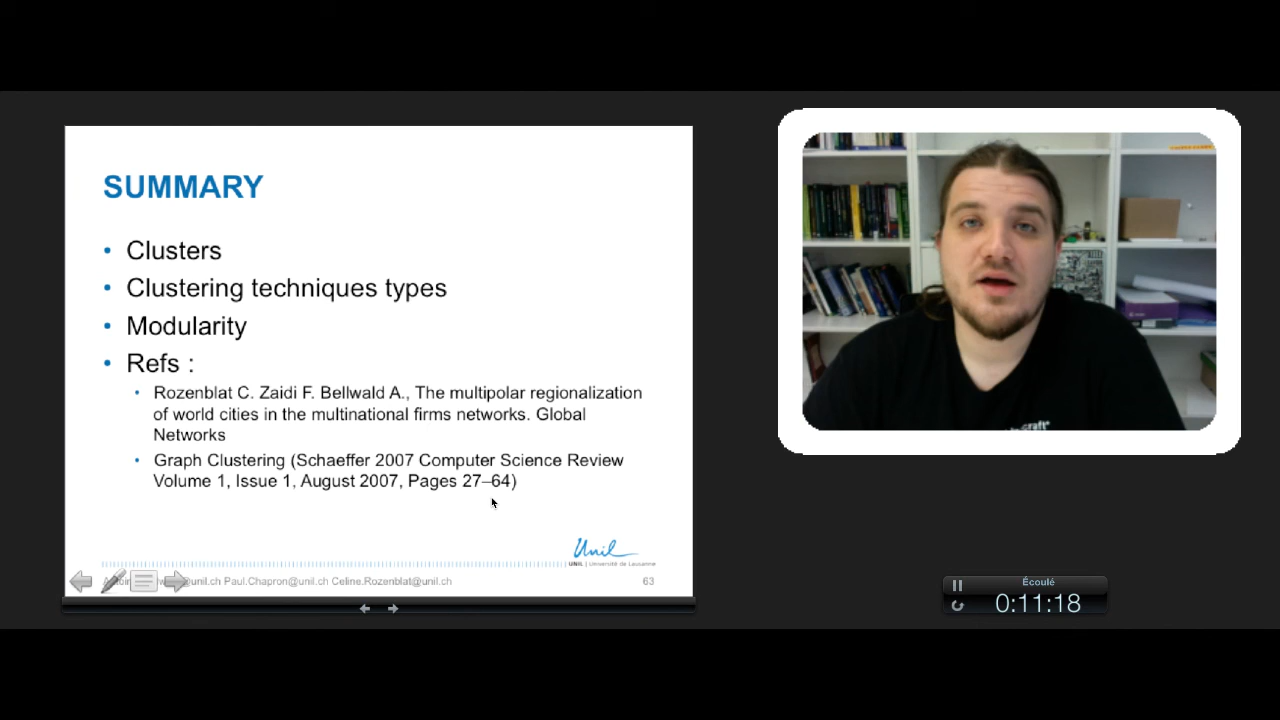 SUMMARY
• Clusters
• Clustering techniques types
• Modularity
• Refs :
• Rozenblat C. Zaidi F. Bellwald A., The multipolar regionalization
of world cities in the multinational firms networks. Global
Networks
• Graph Clustering (Schaeffer 2007 Computer Science Review
Volume 1, Issue 1, August 2007, Pages 27–64)
Unil
UNIL | Université de Lausanne
@unil.ch Paul.Chapron@unil.ch Celine.Rozenblat@unil.ch
63
Écoulé
0:11:18